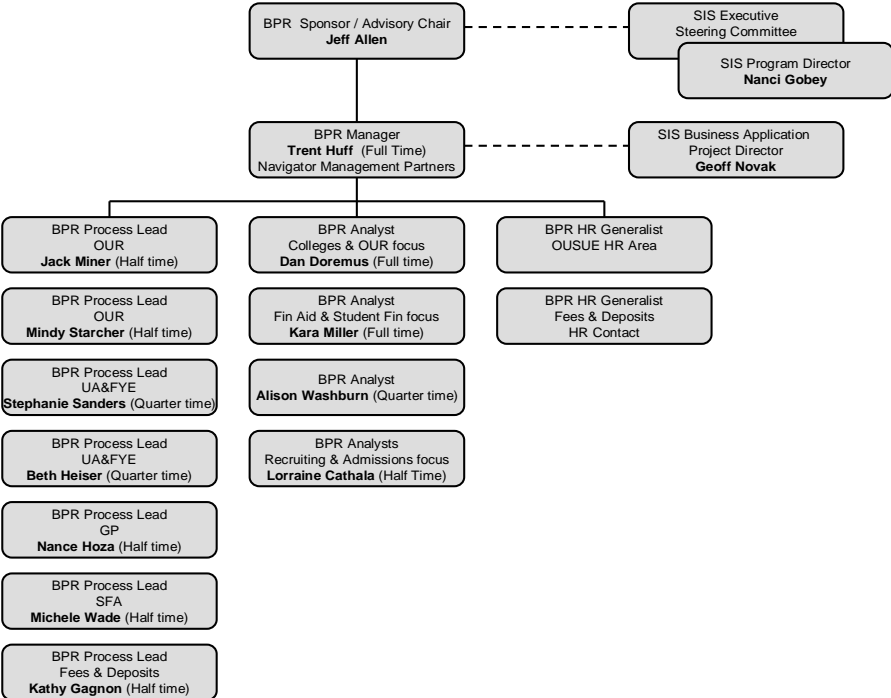 BPR Sponsor / Advisory Chair
Jeff Allen
SIS Executive
Steering Committee
SIS Program Director
Nanci Gobey
BPR Manager
Trent Huff (Full Time)
Navigator Management Partners
SIS Business Application
Project Director
Geoff Novak
BPR Process Lead
OUR
Jack Miner (Half time)
BPR Process Lead
OUR
Mindy Starcher (Half time)
BPR Process Lead
UA&FYE
Stephanie Sanders (Quarter time)
BPR Process Lead
UA&FYE
Beth Heiser (Quarter time)
BPR Process Lead
GP
Nance Hoza (Half time)
BPR Process Lead
SFA
Michele Wade (Half time)
BPR Process Lead
Fees & Deposits
Kathy Gagnon (Half time)
BPR Analyst
Colleges & OUR focus
Dan Doremus (Full time)
BPR Analyst
Fin Aid & Student Fin focus
Kara Miller (Full time)
BPR Analyst
Alison Washburn (Quarter time)
BPR Analysts
Recruiting & Admissions focus
Lorraine Cathala (Half Time)
BPR HR Generalist
OUSUE HR Area
BPR HR Generalist
Fees & Deposits
HR Contact